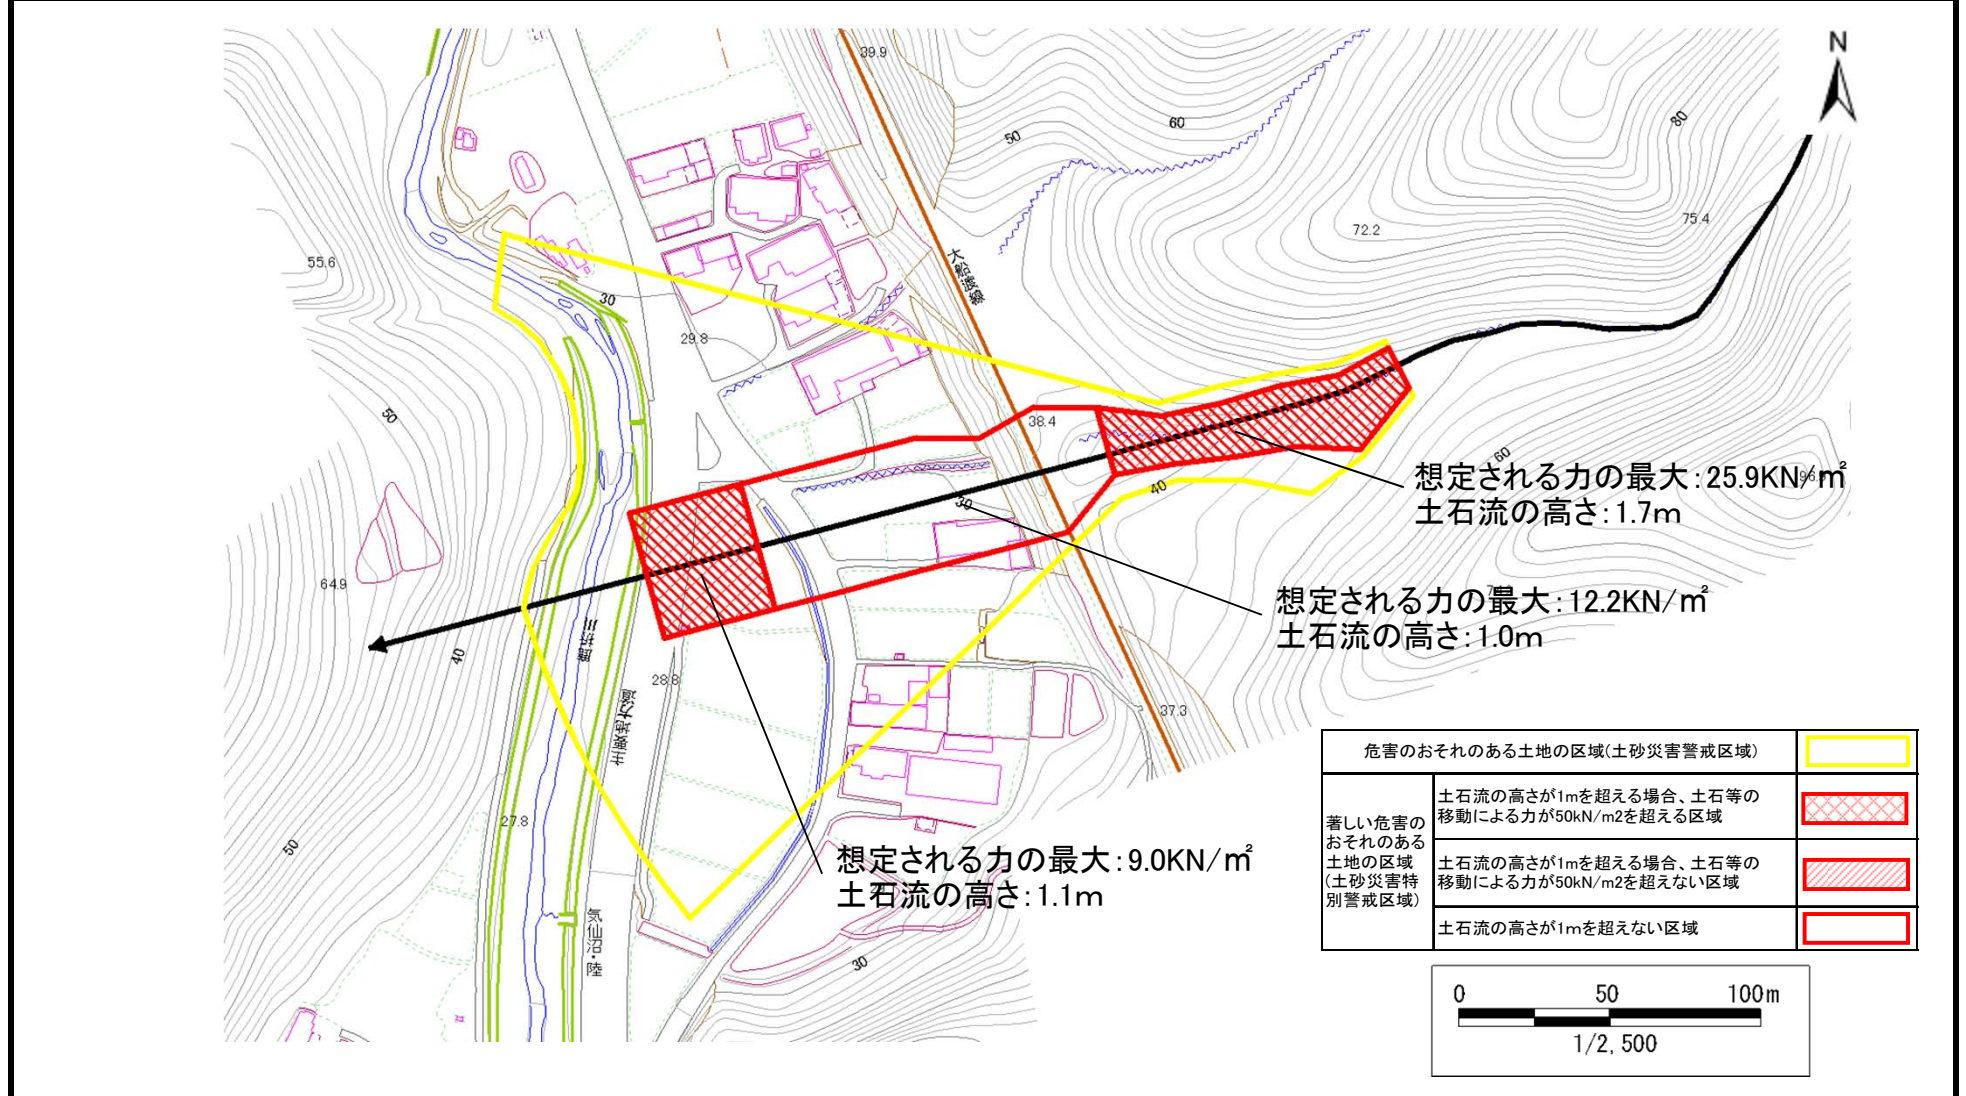 N
39.9
50
60
80
75.4
72.2
55.6
大船渡線
30
29.8
50
38.4
60
96
40
30
想定される力の最大:25.9KN/㎡
土石流の高さ:1.7m
64.9
想定される力の最大:12.2KN/㎡
土石流の高さ:1.0m
40
鹿折川
28.8
37.3
27.8
50
想定される力の最大:9.0KN/㎡
土石流の高さ:1.1m
気仙沼・陸
30
危害のおそれのある土地の区域(土砂災害警戒区域)
著しい危害の
おそれのある
土地の区域
(土砂災害特
別警戒区域)
土石流の高さが1mを超える場合、土石等の
移動による力が50kN/m2を超える区域
土石流の高さが1mを超える場合、土石等の
移動による力が50kN/m2を超えない区域
土石流の高さが1mを超えない区域
0 50 100m
1/2,500